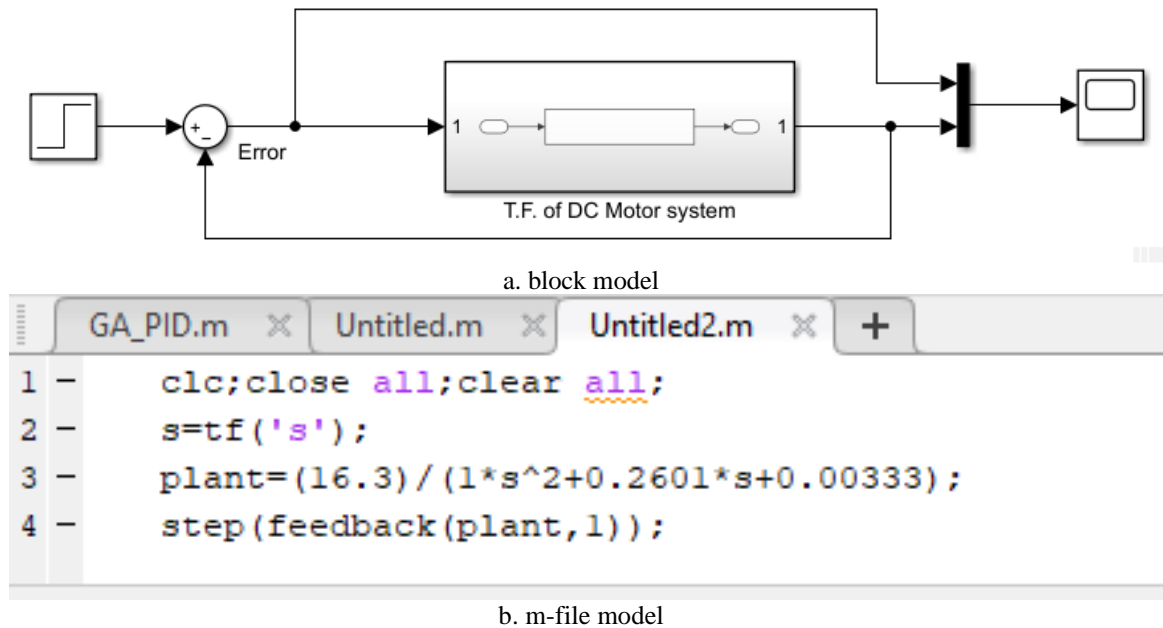 +
_
Error
1
1
T.F. of DC Motor system
a. block model
GA_PID.m × Untitled.m × Untitled2.m × +
1 - clc;close all;clear all;
2 - s=tf('s');
3 - plant=(16.3)/(1*s^2+0.2601*s+0.00333);
4 - step(feedback(plant,1));
b. m-file model